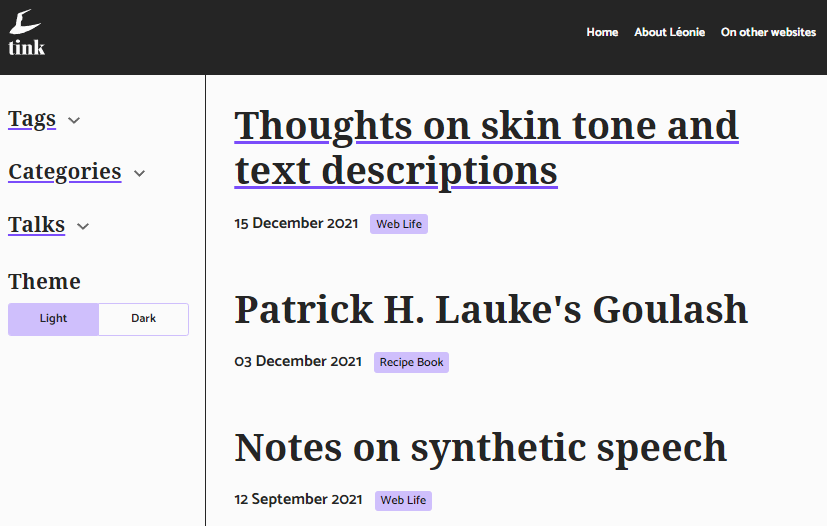 tink
Home About Léonie On other websites
Tags
Categories
Talks
Theme
Light Dark
Thoughts on skin tone and
text descriptions
15 December 2021 Web Life
Patrick H. Lauke's Goulash
03 December 2021 Recipe Book
Notes on synthetic speech
12 September 2021 Web Life